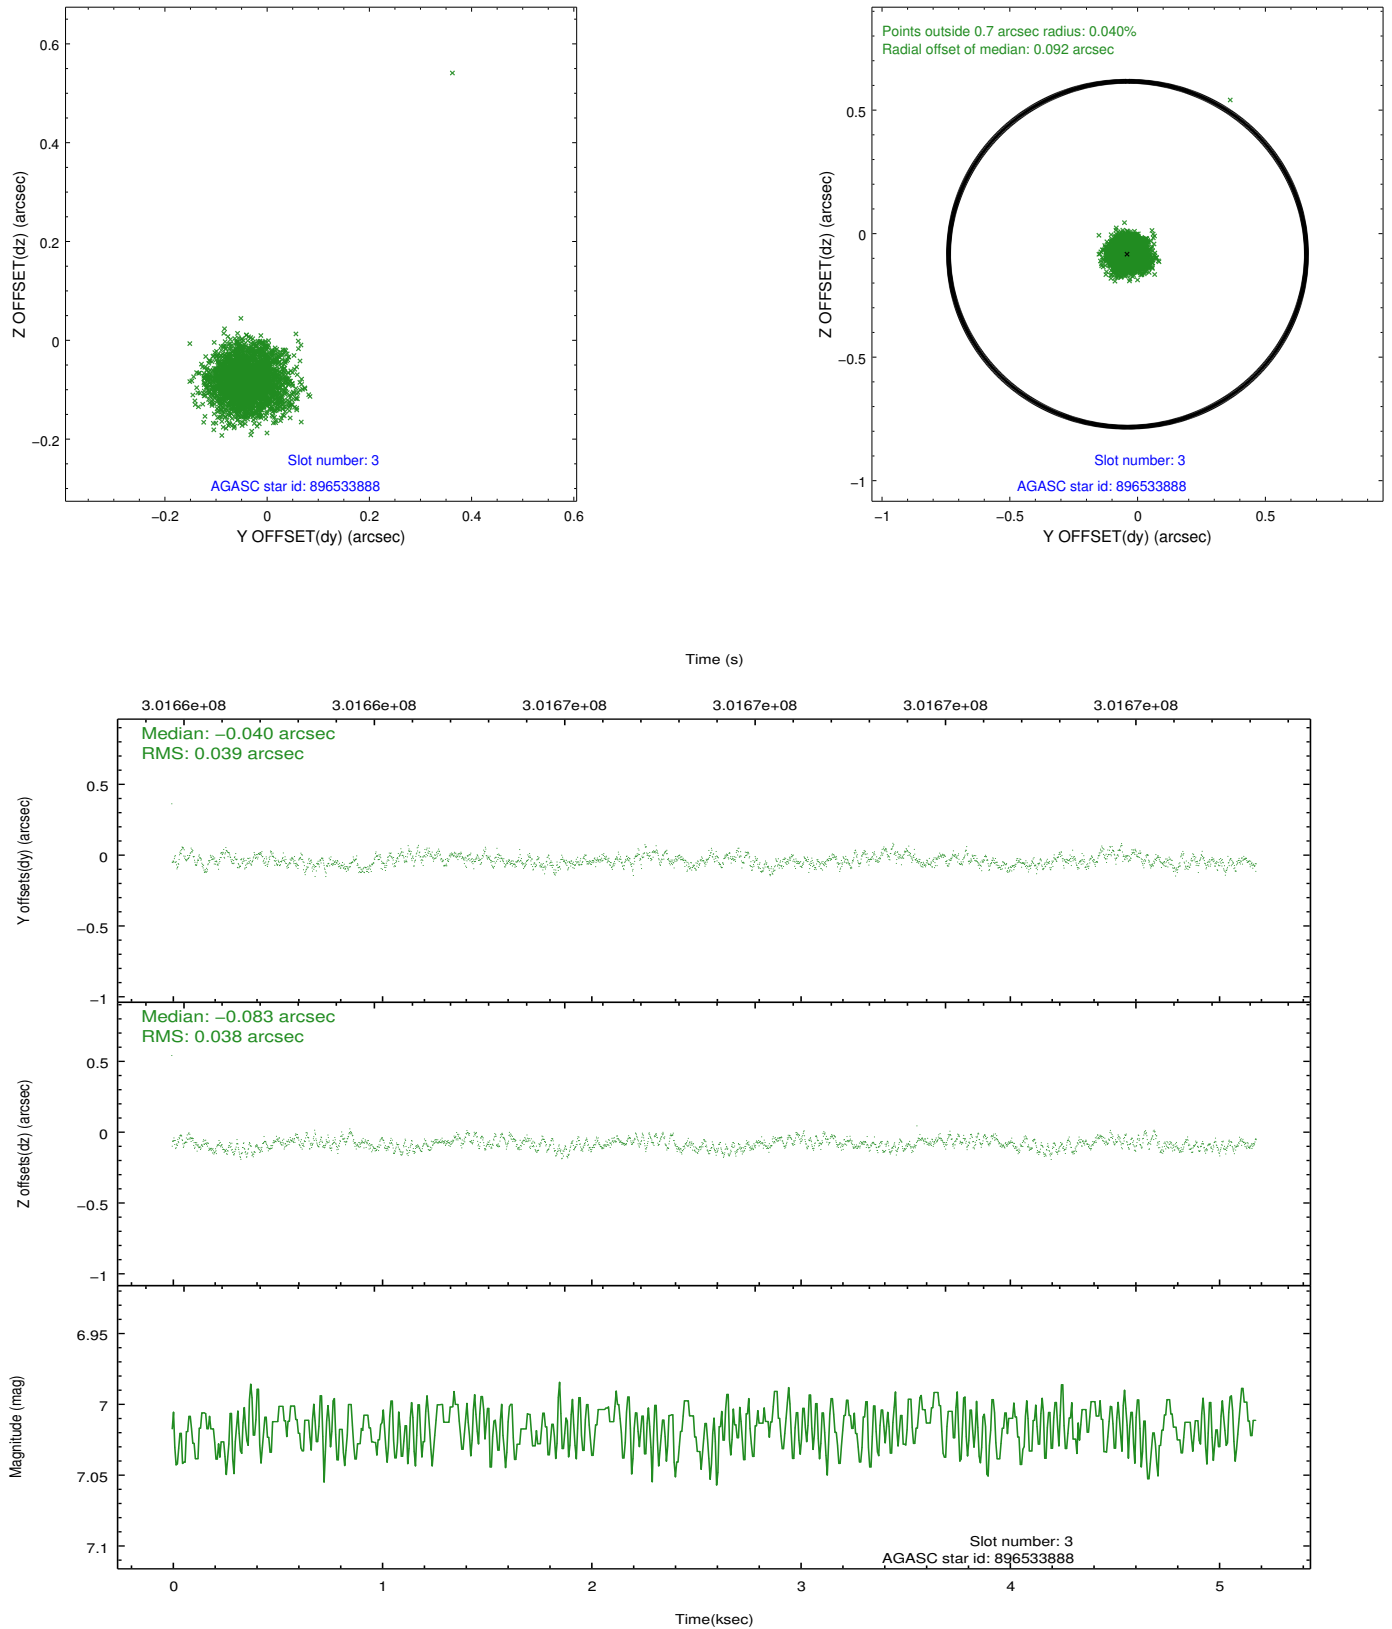 0.6
0.4
0.2
0
−0.2
Z OFFSET(dz) (arcsec)
Slot number: 3
AGASC star id: 896533888
−0.2 0 0.2 0.4 0.6
Y OFFSET(dy) (arcsec)
Points outside 0.7 arcsec radius: 0.040%
Radial offset of median: 0.092 arcsec
0.5
0
−0.5
−1
Z OFFSET(dz) (arcsec)
Slot number: 3
AGASC star id: 896533888
−1 −0.5 0 0.5
Y OFFSET(dy) (arcsec)
Time (s)
3.0166e+08 3.0166e+08 3.0167e+08 3.0167e+08 3.0167e+08 3.0167e+08
Median: −0.040 arcsec
RMS: 0.039 arcsec
0.5
0
−0.5
−1
Y offsets(dy) (arcsec)
Median: −0.083 arcsec
RMS: 0.038 arcsec
0.5
0
−0.5
−1
Z offsets(dz) (arcsec)
6.95
7
7.05
7.1
Magnitude (mag)
Slot number: 3
AGASC star id: 896533888
0 1 2 3 4 5
Time(ksec)